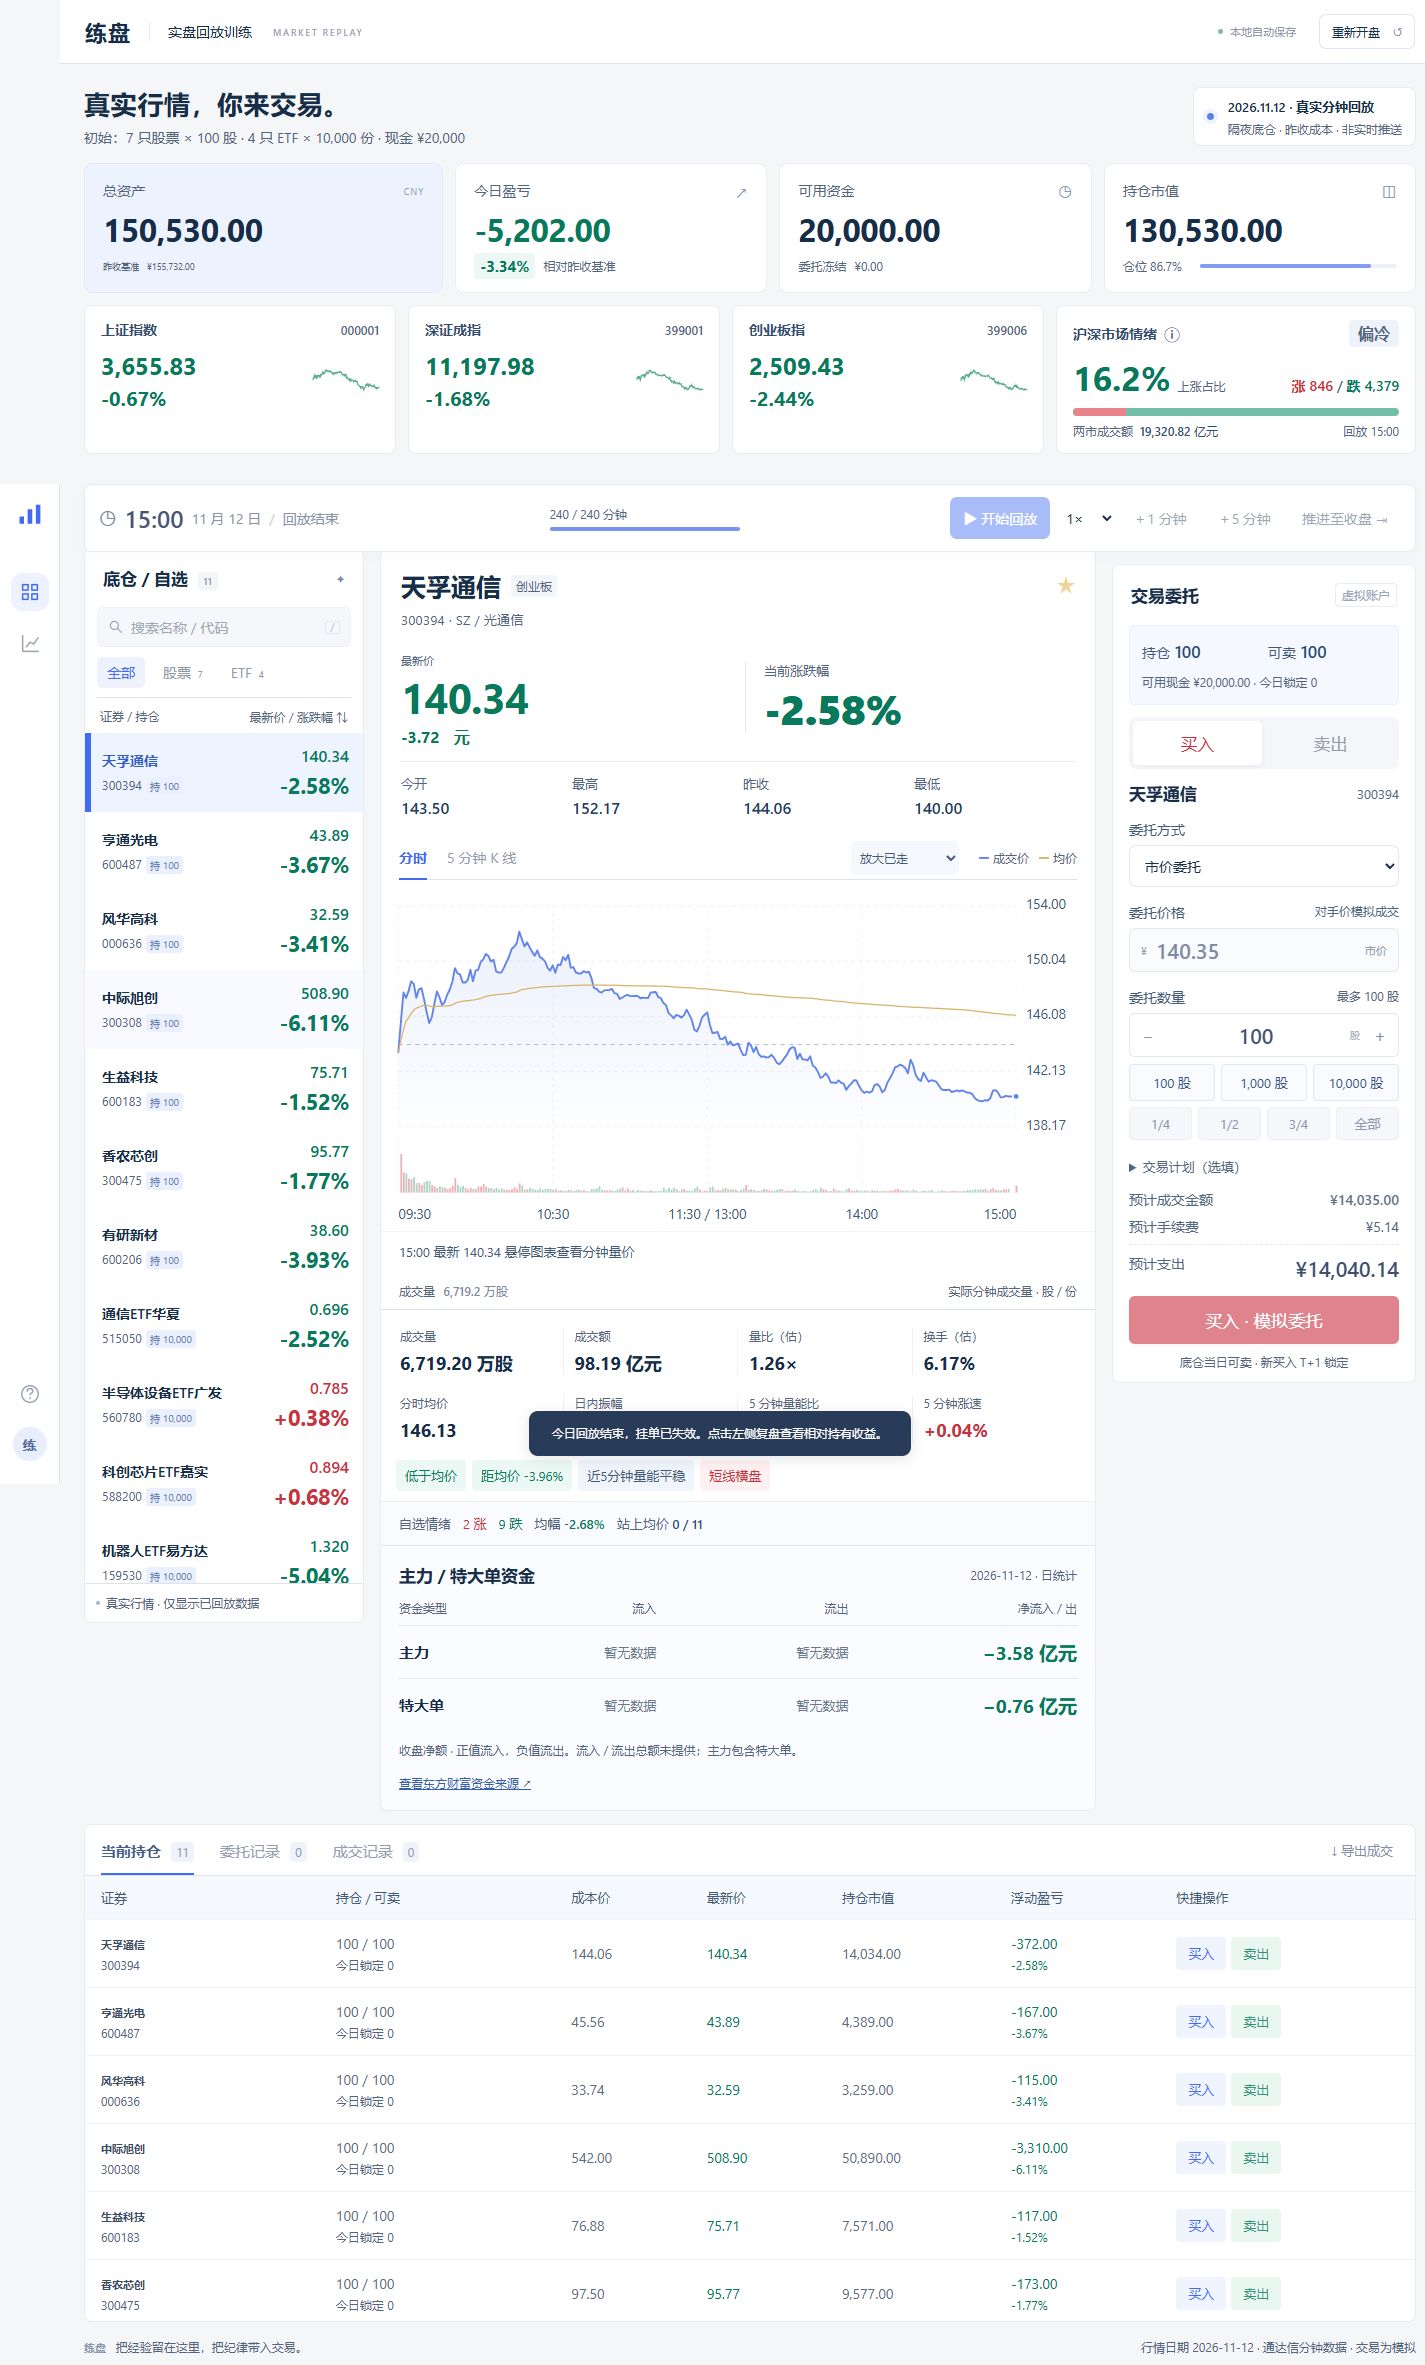 练盘 实盘回放训练 MARKET REPLAY 本地自动保存 重新开盘 ↺
真实行情，你来交易。
初始：7 只股票 × 100 股 · 4 只 ETF × 10,000 份 · 现金 ¥20,000
2026.11.12 · 真实分钟回放
隔夜底仓 · 昨收成本 · 非实时推送
总资产 CNY
150,530.00
昨收基准 ¥155,732.00
今日盈亏 ↗
-5,202.00
-3.34% 相对昨收基准
可用资金
20,000.00
委托冻结 ¥0.00
持仓市值
130,530.00
仓位 86.7%
上证指数 000001
3,655.83
-0.67%
深证成指 399001
11,197.98
-1.68%
创业板指 399006
2,509.43
-2.44%
沪深市场情绪 ⓘ 偏冷
16.2% 上涨占比 涨 846 / 跌 4,379
两市成交额 19,320.82 亿元 回放 15:00
15:00 11 月 12 日 / 回放结束
240 / 240 分钟
▶ 开始回放 1× + 1 分钟 + 5 分钟 推进至收盘 ⇥
底仓 / 自选 11
搜索名称 / 代码 /
全部 股票 7 ETF 4
证券 / 持仓 最新价 / 涨跌幅 ⇅
天孚通信 140.34
300394 持 100 -2.58%
亨通光电 43.89
600487 持 100 -3.67%
风华高科 32.59
000636 持 100 -3.41%
中际旭创 508.90
300308 持 100 -6.11%
生益科技 75.71
600183 持 100 -1.52%
香农芯创 95.77
300475 持 100 -1.77%
有研新材 38.60
600206 持 100 -3.93%
通信ETF华夏 0.696
515050 持 10,000 -2.52%
半导体设备ETF广发 0.785
560780 持 10,000 +0.38%
科创芯片ETF嘉实 0.894
588200 持 10,000 +0.68%
机器人ETF易方达 1.320
159530 持 10,000 -5.04%
真实行情 · 仅显示已回放数据
练
天孚通信 创业板 ★
300394 · SZ / 光通信
最新价
140.34
-3.72 元
当前涨跌幅
-2.58%
今开 最高 昨收 最低
143.50 152.17 144.06 140.00
分时 5 分钟 K 线 放大已走 成交价 均价
154.00
150.04
146.08
142.13
138.17
09:30 10:30 11:30 / 13:00 14:00 15:00
15:00 最新 140.34 悬停图表查看分钟量价
成交量 6,719.2 万股 实际分钟成交量 · 股 / 份
成交量 成交额 量比（估） 换手（估）
6,719.20 万股 98.19 亿元 1.26× 6.17%
分时均价 日内振幅 5 分钟量能比 5 分钟涨速
146.13 +0.04%
今日回放结束，挂单已失效。点击左侧复盘查看相对持有收益。
低于均价 距均价 -3.96% 近5分钟量能平稳 短线横盘
自选情绪 2 涨 9 跌 均幅 -2.68% 站上均价 0 / 11
主力 / 特大单资金 2026-11-12 · 日统计
资金类型 流入 流出 净流入 / 出
主力 暂无数据 暂无数据 −3.58 亿元
特大单 暂无数据 暂无数据 −0.76 亿元
收盘净额 · 正值流入，负值流出。流入 / 流出总额未提供；主力包含特大单。
查看东方财富资金来源 ↗
交易委托 虚拟账户
持仓 100 可卖 100
可用现金 ¥20,000.00 · 今日锁定 0
买入 卖出
天孚通信 300394
委托方式
市价委托
委托价格 对手价模拟成交
¥ 140.35 市价
委托数量 最多 100 股
− 100 股 +
100 股 1,000 股 10,000 股
1/4 1/2 3/4 全部
▶ 交易计划（选填）
预计成交金额 ¥14,035.00
预计手续费 ¥5.14
预计支出 ¥14,040.14
买入 · 模拟委托
底仓当日可卖 · 新买入 T+1 锁定
当前持仓 11 委托记录 0 成交记录 0 ↓ 导出成交
证券 持仓 / 可卖 成本价 最新价 持仓市值 浮动盈亏 快捷操作
天孚通信 100 / 100 144.06 140.34 14,034.00 -372.00 买入 卖出
300394 今日锁定 0 -2.58%
亨通光电 100 / 100 45.56 43.89 4,389.00 -167.00 买入 卖出
600487 今日锁定 0 -3.67%
风华高科 100 / 100 33.74 32.59 3,259.00 -115.00 买入 卖出
000636 今日锁定 0 -3.41%
中际旭创 100 / 100 542.00 508.90 50,890.00 -3,310.00 买入 卖出
300308 今日锁定 0 -6.11%
生益科技 100 / 100 76.88 75.71 7,571.00 -117.00 买入 卖出
600183 今日锁定 0 -1.52%
香农芯创 100 / 100 97.50 95.77 9,577.00 -173.00 买入 卖出
300475 今日锁定 0 -1.77%
练盘 把经验留在这里，把纪律带入交易。 行情日期 2026-11-12 · 通达信分钟数据 · 交易为模拟